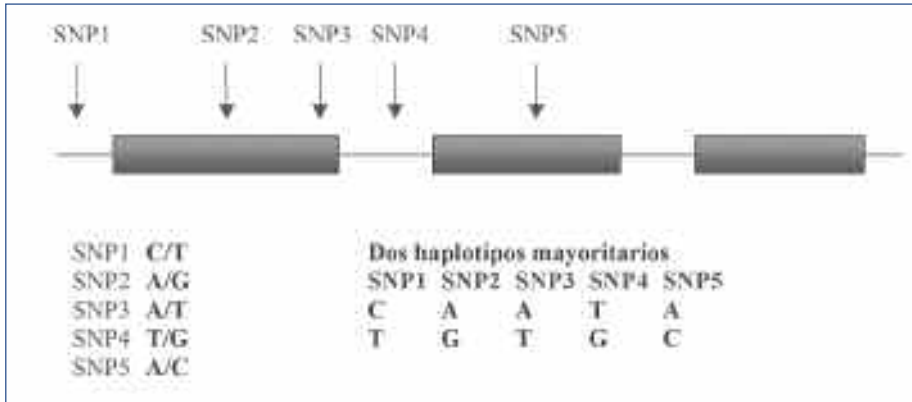 SNP1 SNP2 SNP3 SNP4 SNP5
SNP1 C/T
SNP2 A/G
SNP3 A/T
SNP4 T/G
SNP5 A/C
Dos haplotipos mayoritarios
SNP1 SNP2 SNP3 SNP4 SNP5
C A A T A
T G T G C